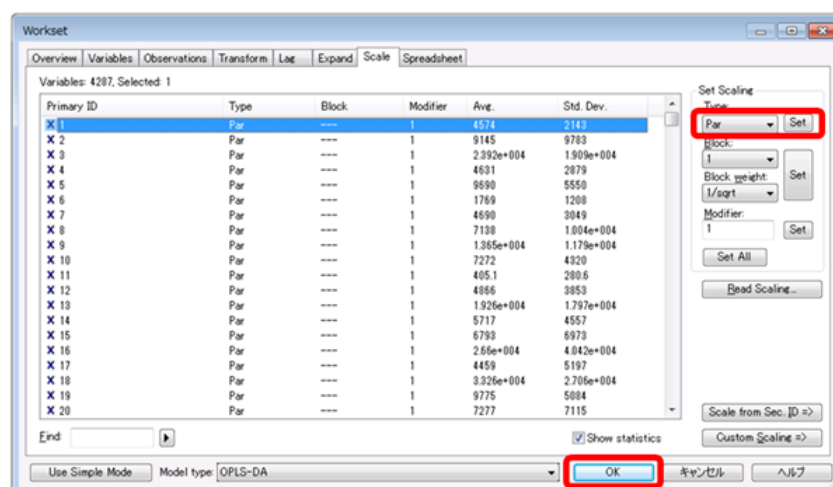 Workset
Overview Variables Observations Transform Lag Expand Scale Spreadsheet
Variables: 4287, Selected: 1
Primary ID Type Block Modifier Avg. Std. Dev.
X 1 Par --- 1 4574 2143
X 2 Par --- 1 9145 9783
X 3 Par --- 1 2.392e+004 1.909e+004
X 4 Par --- 1 4631 2879
X 5 Par --- 1 9690 5550
X 6 Par --- 1 1769 1208
X 7 Par --- 1 4690 3049
X 8 Par --- 1 7138 1.004e+004
X 9 Par --- 1 1.365e+004 1.179e+004
X 10 Par --- 1 7272 4320
X 11 Par --- 1 405.1 280.6
X 12 Par --- 1 4866 3853
X 13 Par --- 1 1.926e+004 1.797e+004
X 14 Par --- 1 5717 4557
X 15 Par --- 1 6793 6973
X 16 Par --- 1 2.66e+004 4.042e+004
X 17 Par --- 1 4459 5197
X 18 Par --- 1 3.326e+004 2.706e+004
X 19 Par --- 1 9775 5084
X 20 Par --- 1 7277 7115
Set Scaling
Type:
Par Set
Block:
1
Block weight: Set
1/sqrt
Modifier:
1 Set
Set All
Read Scaling...
Scale from Sec. ID =>
Find: Show statistics Custom Scaling =>
Use Simple Mode Model type: OPLS-DA OK キャンセル ヘルプ